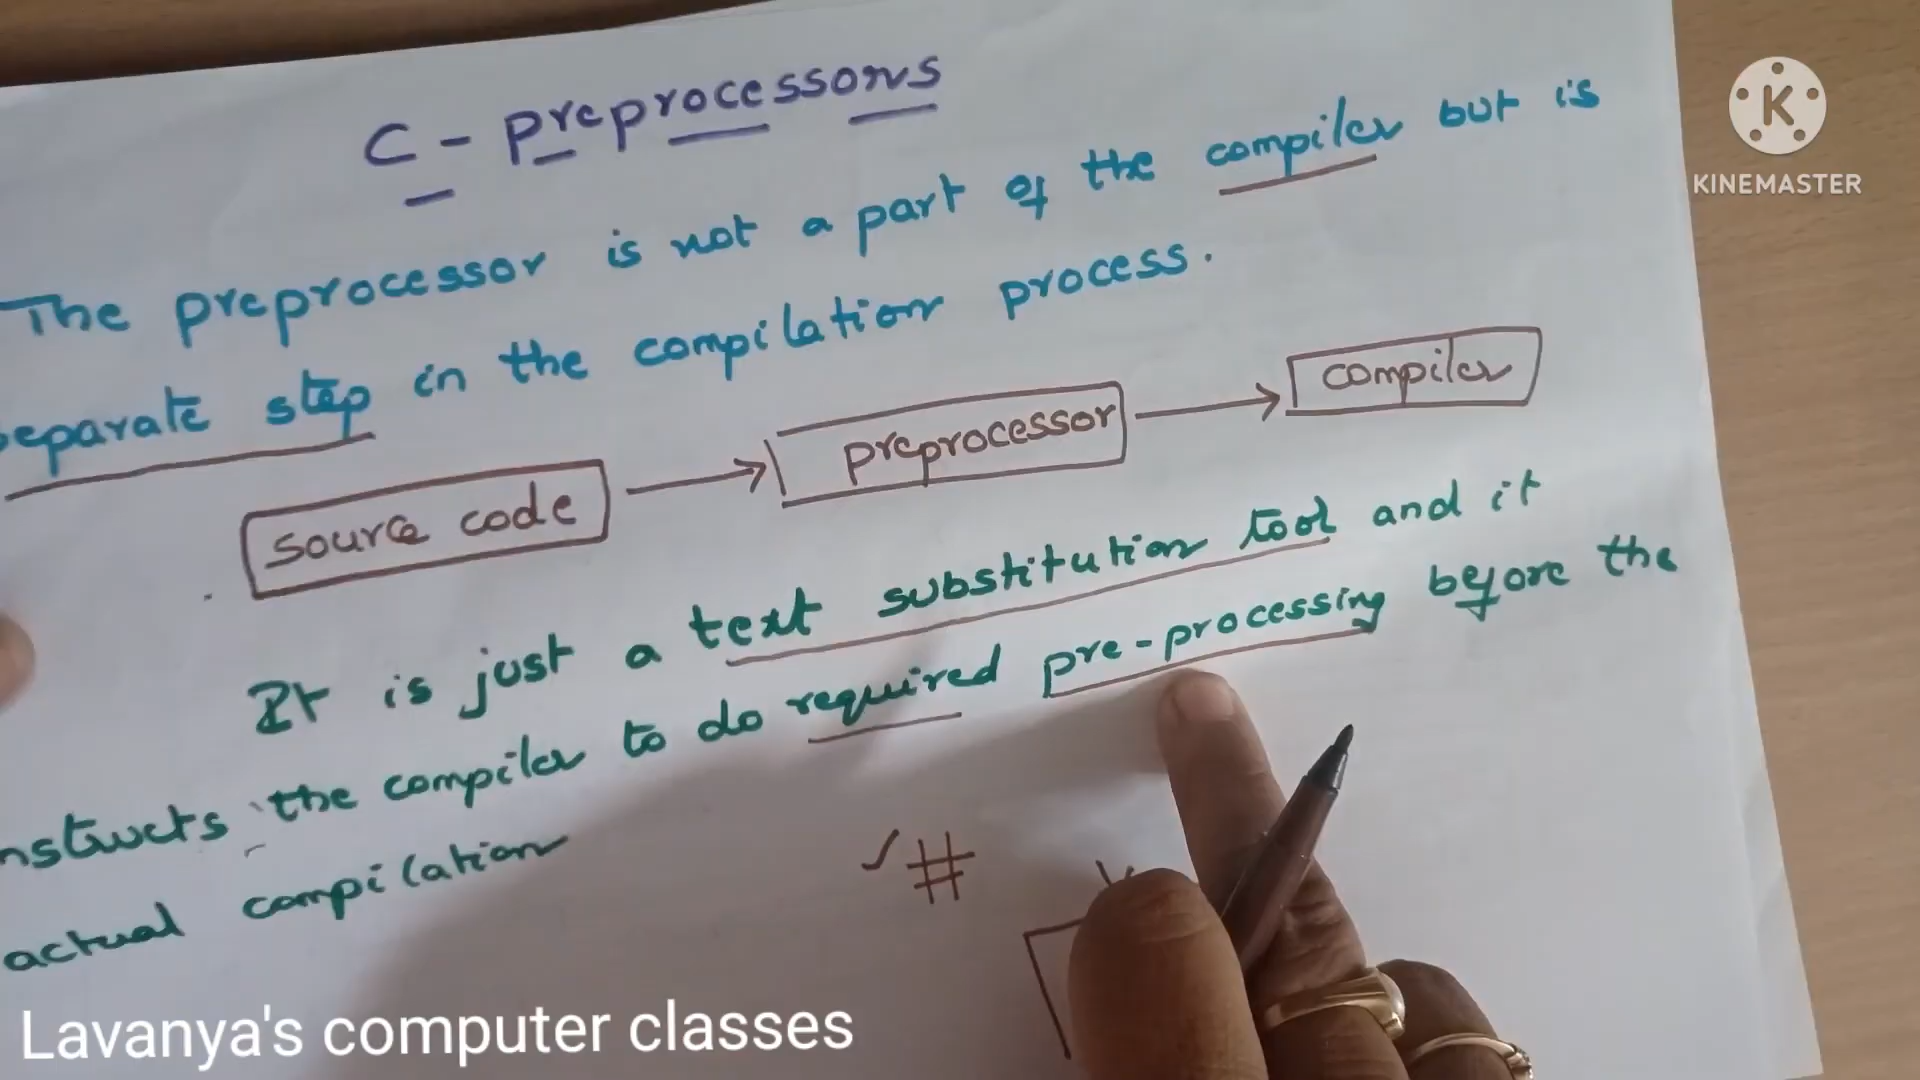 C - preprocessors
The preprocessor is not a part of the compiler but is
separate step in the compilation process.
source code → preprocessor → compiler
It is just a text substitution tool and it
instructs the compiler to do required pre-processing before the
actual compilation
✓ #
K
KINEMASTER
Lavanya's computer classes